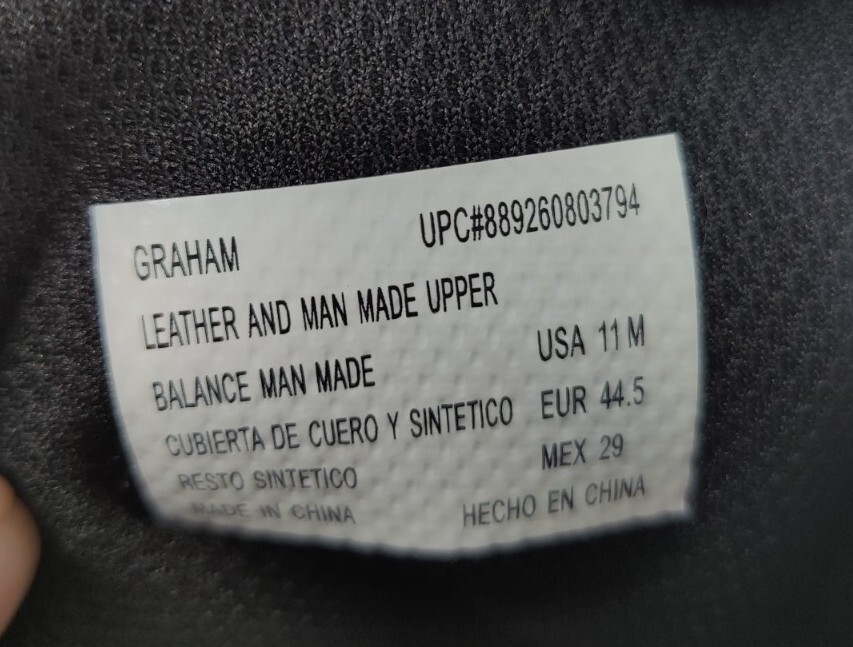 GRAHAM UPC#889260803794
LEATHER AND MAN MADE UPPER
BALANCE MAN MADE USA 11 M
CUBIERTA DE CUERO Y SINTETICO EUR 44.5
RESTO SINTETICO MEX 29
MADE IN CHINA HECHO EN CHINA